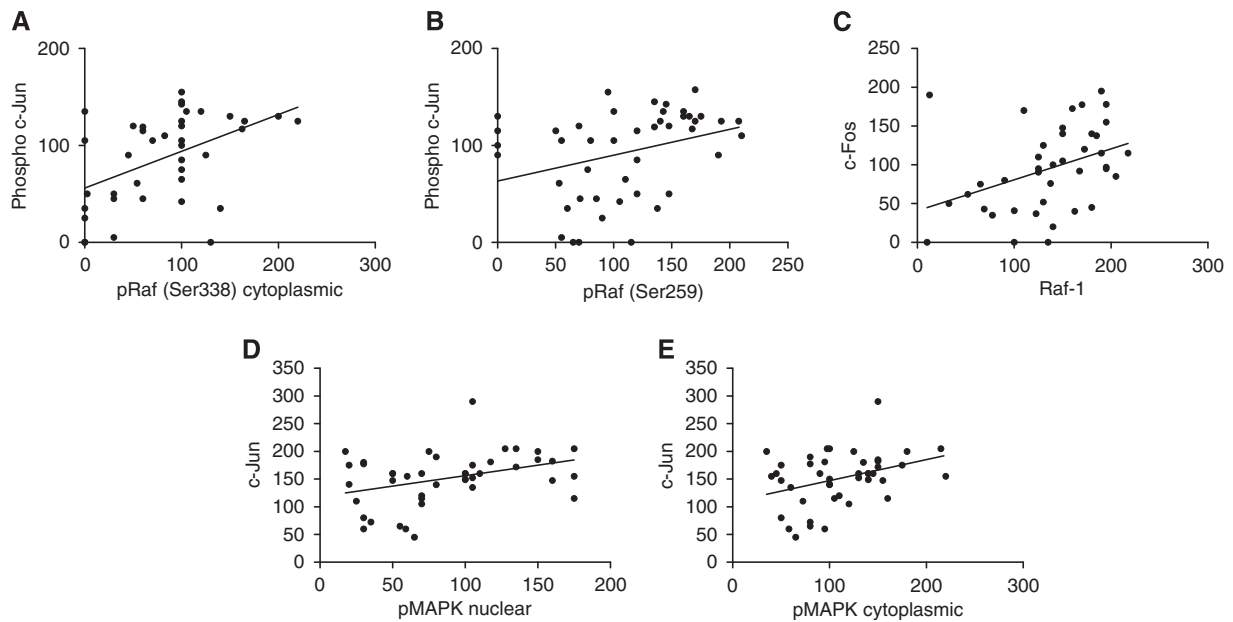 A
200
100
0
Phospho c-Jun
0 100 200 300
pRaf (Ser338) cytoplasmic
B
200
100
0
Phospho c-Jun
0 50 100 150 200 250
pRaf (Ser259)
C
250
200
150
100
50
0
c-Fos
0 100 200 300
Raf-1
D
350
300
250
200
150
100
50
0
c-Jun
0 50 100 150 200
pMAPK nuclear
E
350
300
250
200
150
100
50
0
c-Jun
0 100 200 300
pMAPK cytoplasmic